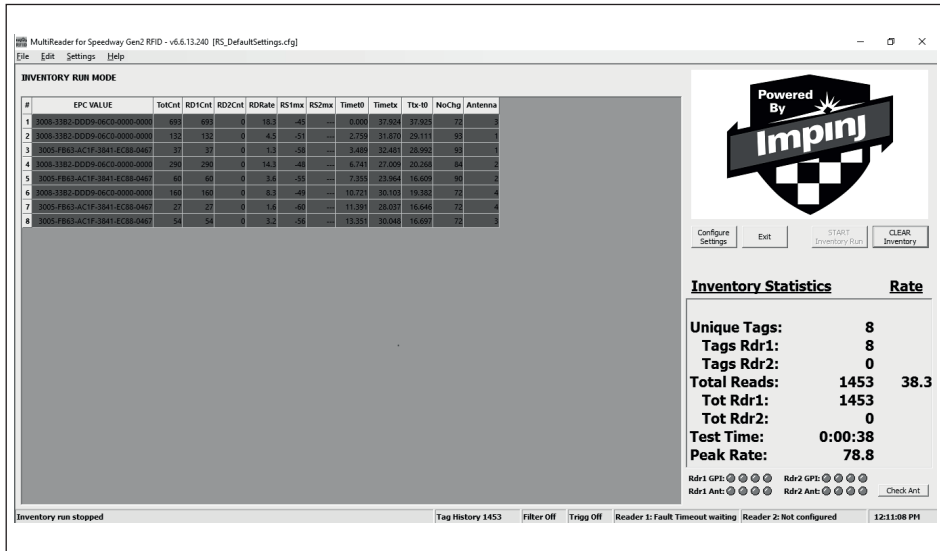 MultiReader for Speedway Gen2 RFID - v6.6.13.240 [RS_DefaultSettings.cfg]
File Edit Settings Help
INVENTORY RUN MODE
# EPC VALUE TotCnt RD1Cnt RD2Cnt RDRate RS1mx RS2mx Timet0 Timetx Ttx-t0 NoChg Antenna
1 3008-33B2-DDD9-06C0-0000-0000 693 693 0 18.3 -45 --- 0.000 37.924 37.925 72 3
2 3008-33B2-DDD9-06C0-0000-0000 132 132 0 4.5 -51 --- 2.759 31.870 29.111 93 1
3 3005-FB63-AC1F-3841-EC88-0467 37 37 0 1.3 -58 --- 3.489 32.481 28.992 93 1
4 3008-33B2-DDD9-06C0-0000-0000 290 290 0 14.3 -48 --- 6.741 27.009 20.268 84 2
5 3005-FB63-AC1F-3841-EC88-0467 60 60 0 3.6 -55 --- 7.355 23.964 16.609 90 2
6 3008-33B2-DDD9-06C0-0000-0000 160 160 0 8.3 -49 --- 10.721 30.103 19.382 72 4
7 3005-FB63-AC1F-3841-EC88-0467 27 27 0 1.6 -60 --- 11.391 28.037 16.646 72 4
8 3005-FB63-AC1F-3841-EC88-0467 54 54 0 3.2 -56 --- 13.351 30.048 16.697 72 3
Powered
By
Impinj
Configure Settings Exit START Inventory Run CLEAR Inventory
Inventory Statistics Rate
Unique Tags: 8
Tags Rdr1: 8
Tags Rdr2: 0
Total Reads: 1453 38.3
Tot Rdr1: 1453
Tot Rdr2: 0
Test Time: 0:00:38
Peak Rate: 78.8
Rdr1 GPI: Rdr2 GPI:
Rdr1 Ant: Rdr2 Ant: Check Ant
Inventory run stopped Tag History 1453 Filter Off Trigg Off Reader 1: Fault Timeout waiting Reader 2: Not configured 12:11:08 PM